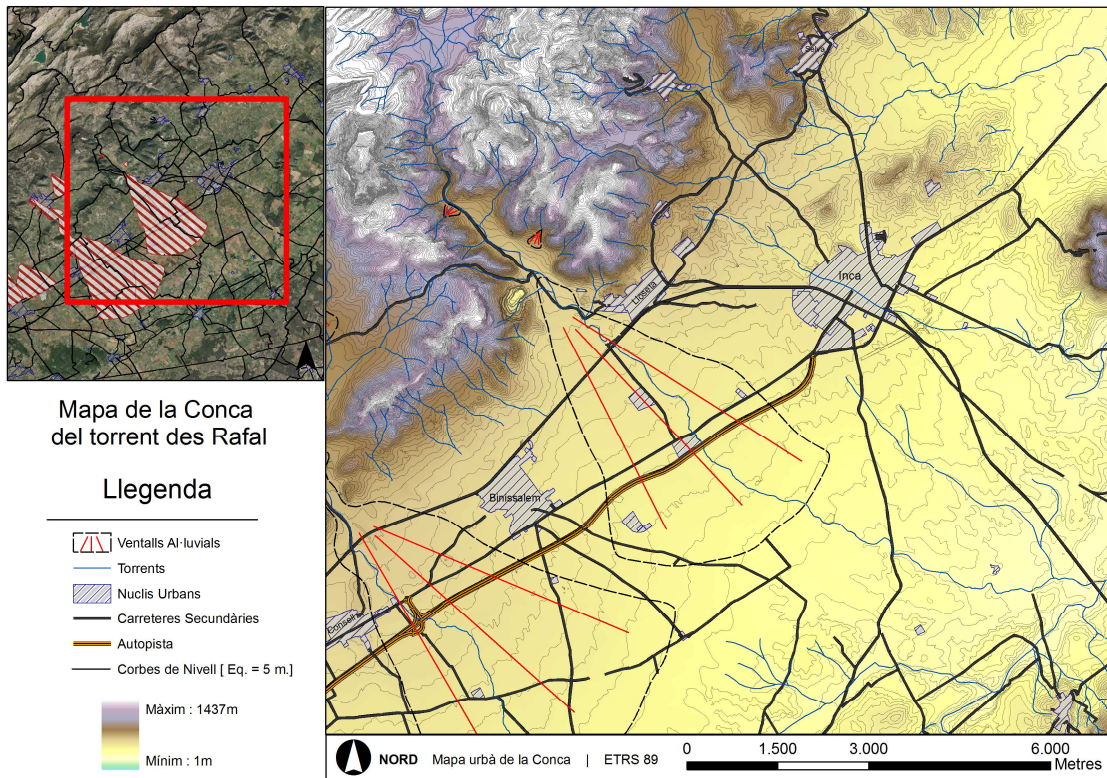 Mapa de la Conca
del torrent des Rafal
Llegenda
Ventalls Al·luvials
Torrents
Nuclis Urbans
Carreteres Secundàries
Autopista
Corbes de Nivell [ Eq. = 5 m.]
Màxim : 1437m
Mínim : 1m
Selva
Inca
Lloseta
Binissalem
Consell
NORD Mapa urbà de la Conca | ETRS 89
0 1.500 3.000 6.000
Metres